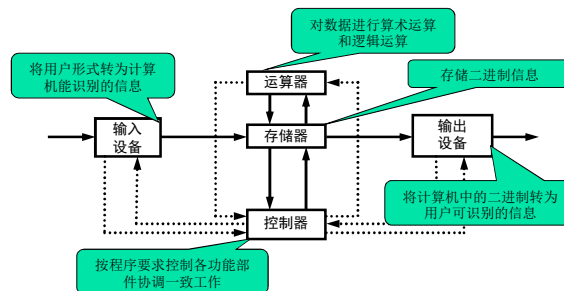 对数据进行算术运算
和逻辑运算
将用户形式转为计算
机能识别的信息
运算器
存储二进制信息
输入
设备
存储器
输出
设备
将计算机中的二进制转为
用户可识别的信息
控制器
按程序要求控制各功能部
件协调一致工作